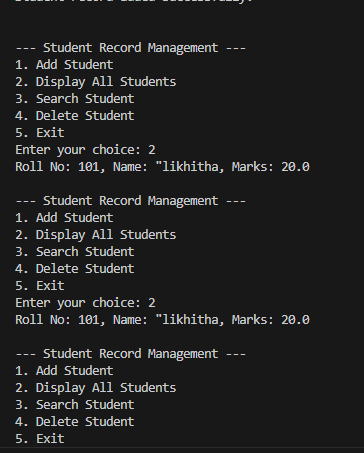 Student record added successfully.
--- Student Record Management ---
1. Add Student
2. Display All Students
3. Search Student
4. Delete Student
5. Exit
Enter your choice: 2
Roll No: 101, Name: "likhitha, Marks: 20.0
--- Student Record Management ---
1. Add Student
2. Display All Students
3. Search Student
4. Delete Student
5. Exit
Enter your choice: 2
Roll No: 101, Name: "likhitha, Marks: 20.0
--- Student Record Management ---
1. Add Student
2. Display All Students
3. Search Student
4. Delete Student
5. Exit